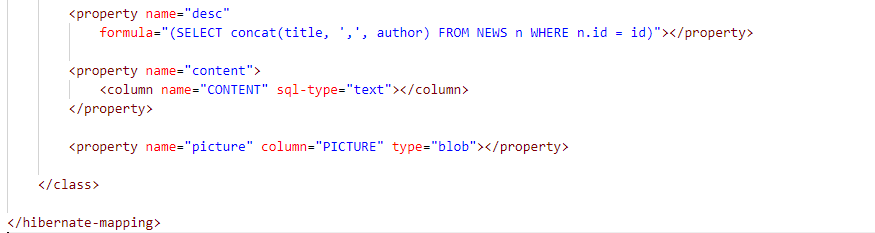 <property name="desc"
formula="(SELECT concat(title, ',', author) FROM NEWS n WHERE n.id = id)"></property>
<property name="content">
<column name="CONTENT" sql-type="text"></column>
</property>
<property name="picture" column="PICTURE" type="blob"></property>
</class>
</hibernate-mapping>